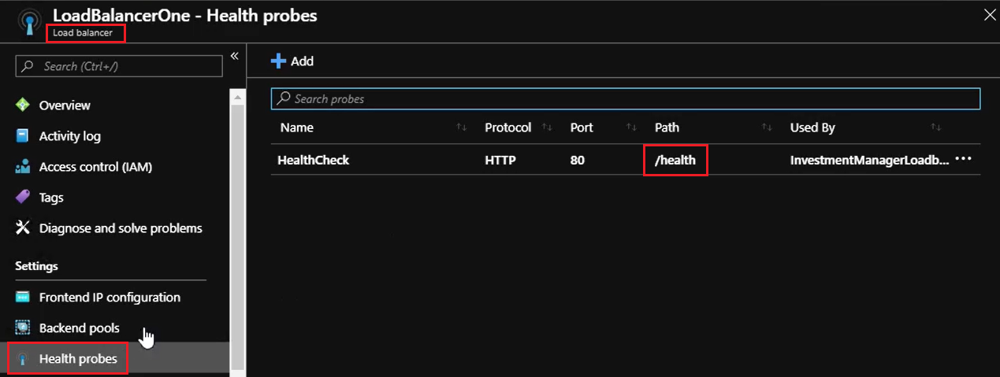 LoadBalancerOne - Health probes
Load balancer
Search (Ctrl+/)
«
Overview
Activity log
Access control (IAM)
Tags
Diagnose and solve problems
Settings
Frontend IP configuration
Backend pools
Health probes
Add
Search probes
Name Protocol Port Path Used By
HealthCheck HTTP 80 /health InvestmentManagerLoadb... ...